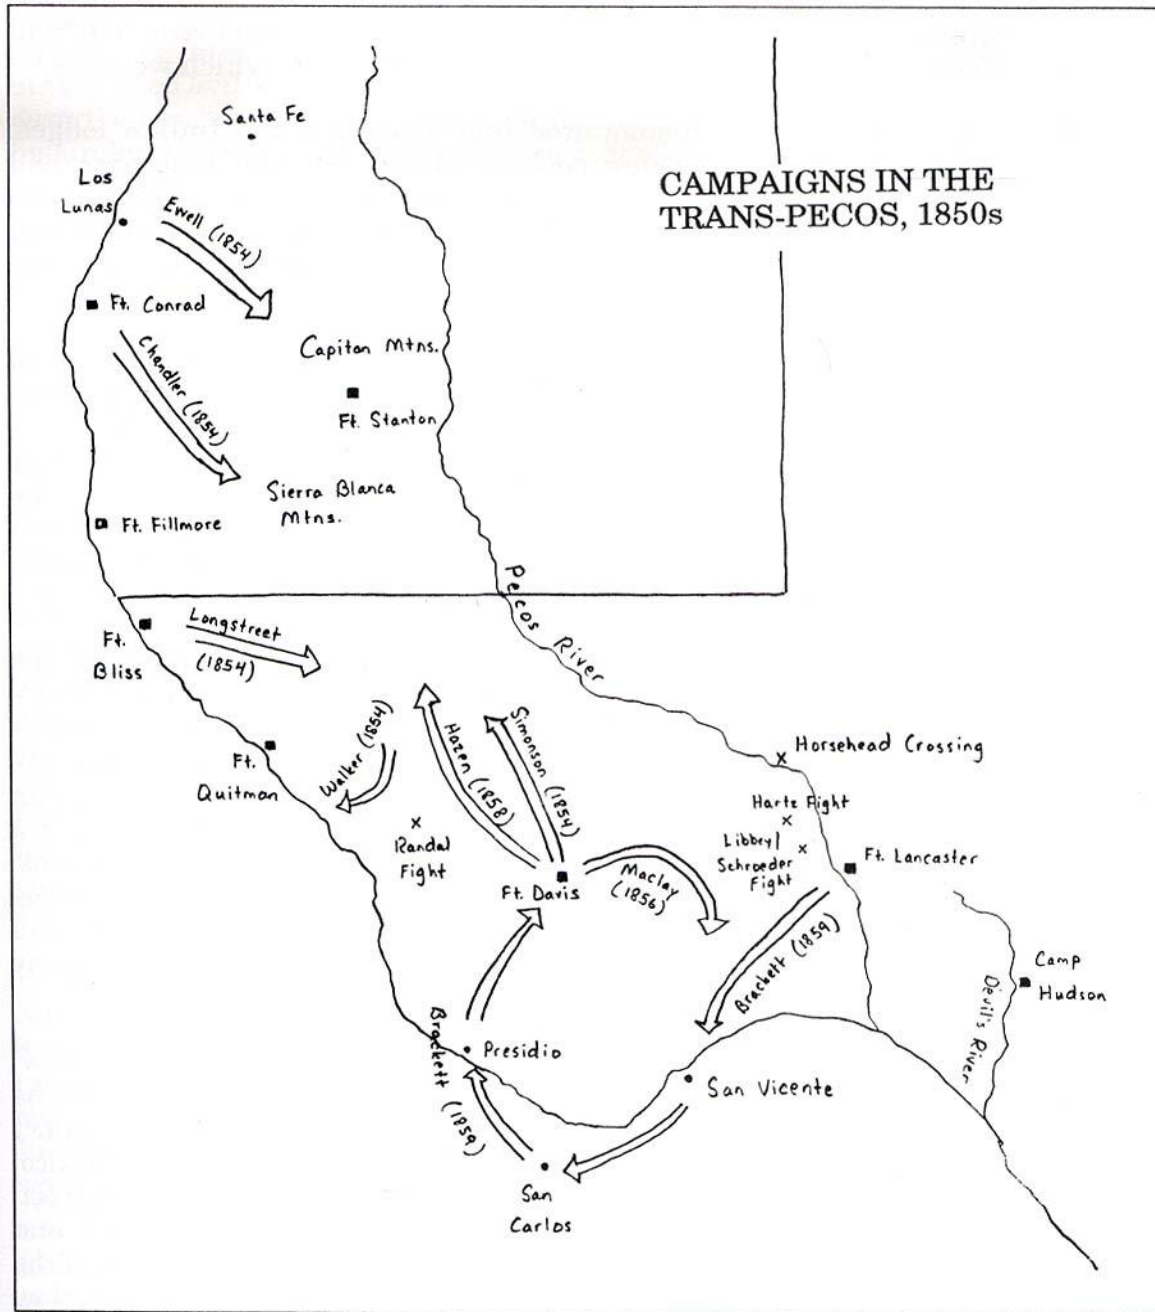 CAMPAIGNS IN THE
TRANS-PECOS, 1850s
Santa Fe
Los
Lunas
Ewell (1854)
Ft. Conrad
Chandler (1854)
Capitan Mtns.
Ft. Stanton
Sierra Blanca
Mtns.
Ft. Fillmore
Pecos River
Ft.
Bliss
Longstreet
(1854)
Ft.
Quitman
Walker (1854)
Hazen (1858)
Simonson (1854)
Horsehead Crossing
Hartz Fight
Libbey/
Schroeder
Fight
Ft. Lancaster
Randal
Fight
Ft. Davis
Maclay
(1856)
Brackett (1859)
Camp
Hudson
Devil's River
Brackett (1859)
Presidio
San Vicente
San
Carlos